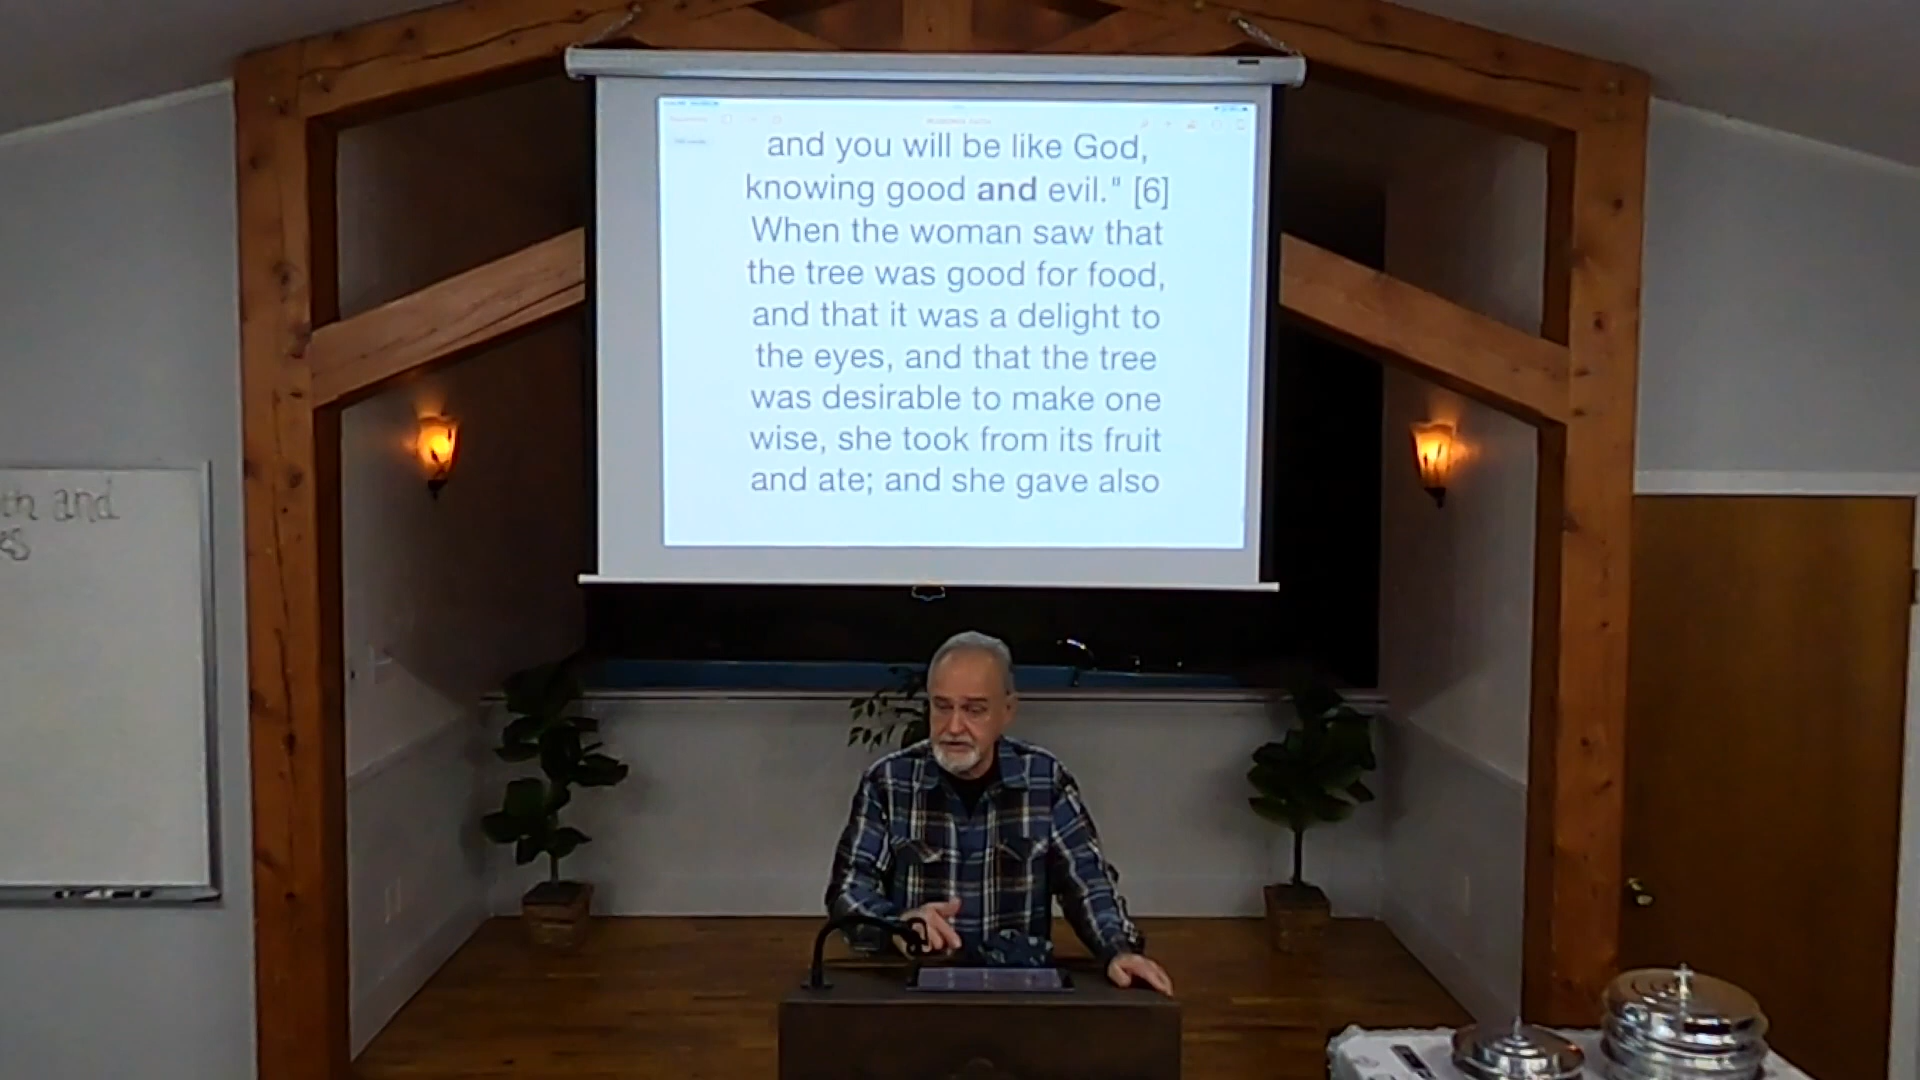 and you will be like God,
knowing good and evil." [6]
When the woman saw that
the tree was good for food,
and that it was a delight to
the eyes, and that the tree
was desirable to make one
wise, she took from its fruit
and ate; and she gave also
and